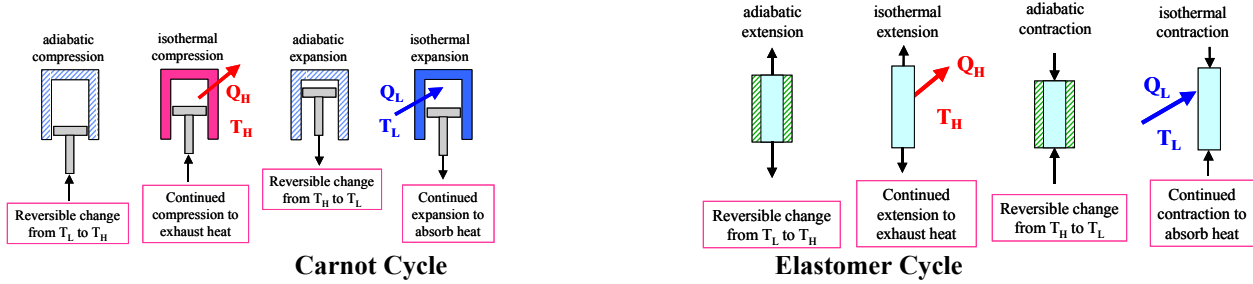 adiabatic
compression
isothermal
compression
Q_H
T_H
adiabatic
expansion
isothermal
expansion
Q_L
T_L
Reversible change
from T_L to T_H
Continued
compression to
exhaust heat
Reversible change
from T_H to T_L
Continued
expansion to
absorb heat
Carnot Cycle
adiabatic
extension
isothermal
extension
Q_H
T_H
adiabatic
contraction
isothermal
contraction
Q_L
T_L
Reversible change
from T_L to T_H
Continued
extension to
exhaust heat
Reversible change
from T_H to T_L
Continued
contraction to
absorb heat
Elastomer Cycle